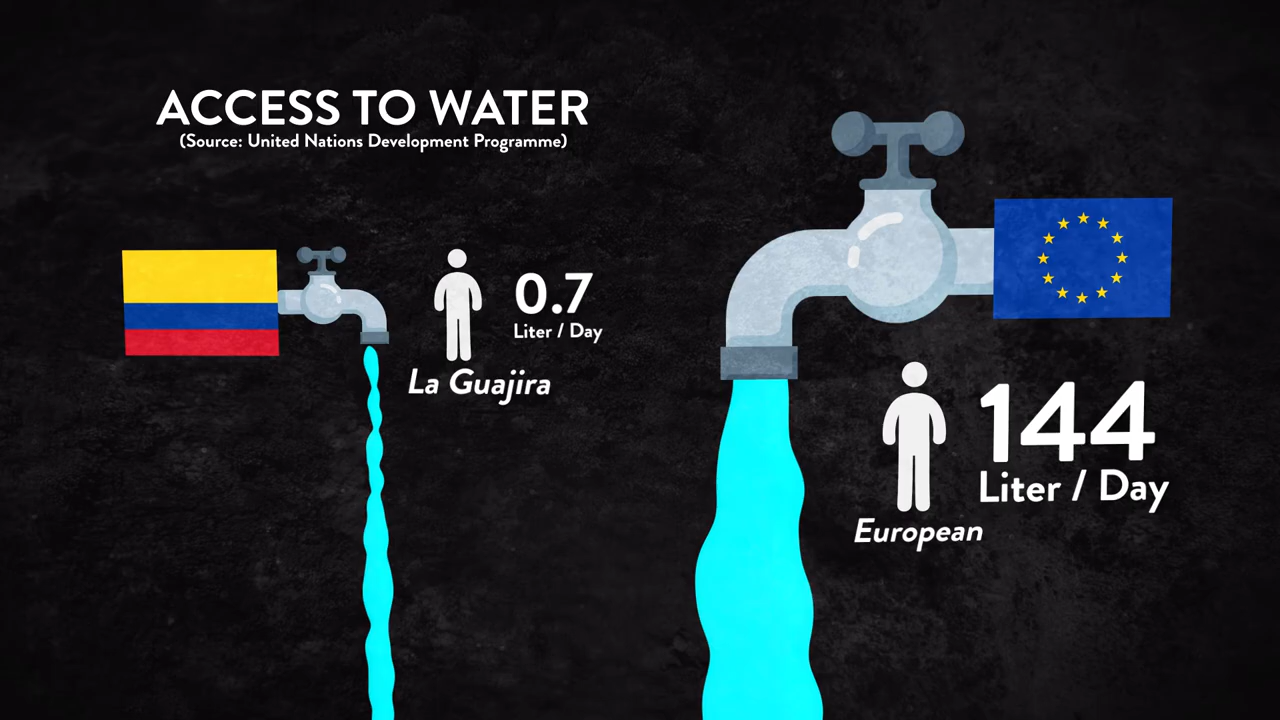 ACCESS TO WATER
(Source: United Nations Development Programme)
0.7
Liter / Day
La Guajira
144
Liter / Day
European